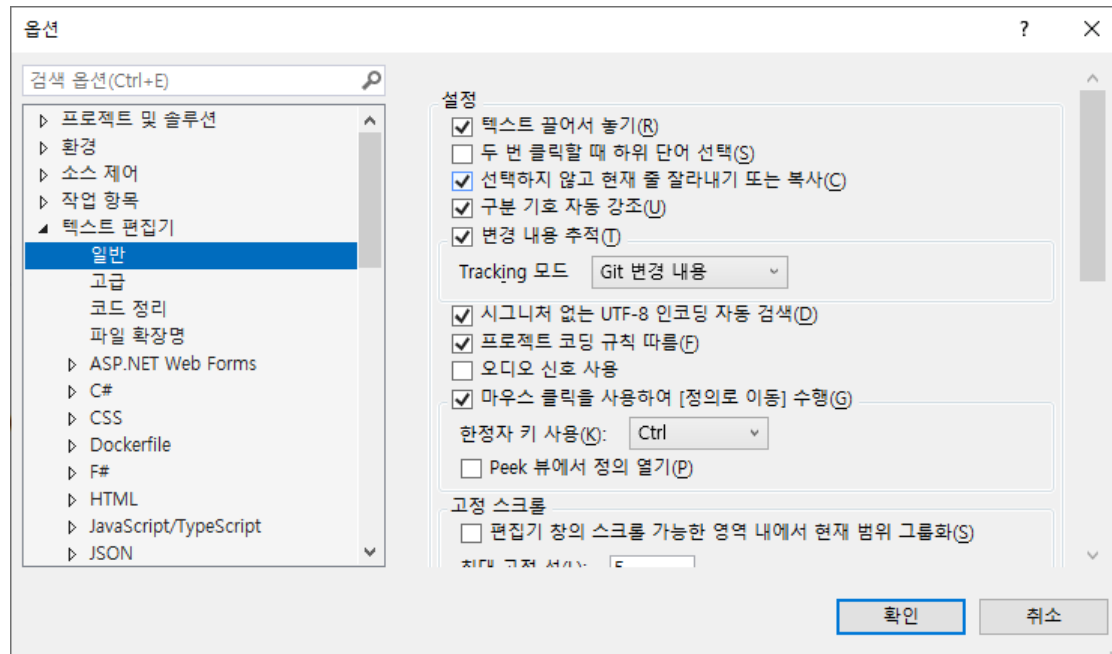 옵션
?
검색 옵션(Ctrl+E)
프로젝트 및 솔루션
환경
소스 제어
작업 항목
텍스트 편집기
일반
고급
코드 정리
파일 확장명
ASP.NET Web Forms
C#
CSS
Dockerfile
F#
HTML
JavaScript/TypeScript
JSON
설정
텍스트 끌어서 놓기(R)
두 번 클릭할 때 하위 단어 선택(S)
선택하지 않고 현재 줄 잘라내기 또는 복사(C)
구분 기호 자동 강조(U)
변경 내용 추적(T)
Tracking 모드 Git 변경 내용
시그니처 없는 UTF-8 인코딩 자동 검색(D)
프로젝트 코딩 규칙 따름(F)
오디오 신호 사용
마우스 클릭을 사용하여 [정의로 이동] 수행(G)
한정자 키 사용(K): Ctrl
Peek 뷰에서 정의 열기(P)
고정 스크롤
편집기 창의 스크롤 가능한 영역 내에서 현재 범위 그룹화(S)
최대 고정 선(L): 5
확인 취소